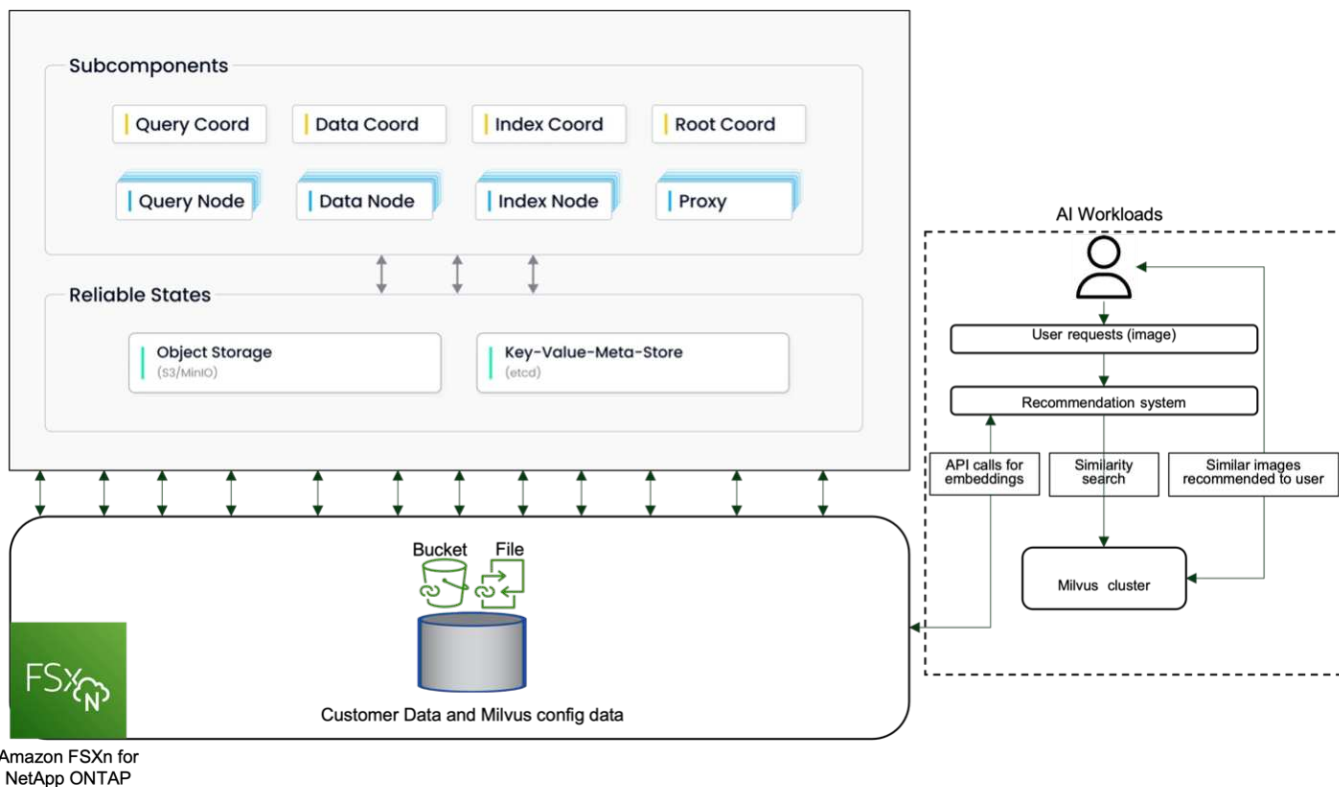 Subcomponents
Query Coord
Data Coord
Index Coord
Root Coord
Query Node
Data Node
Index Node
Proxy
Reliable States
Object Storage
(S3/MinIO)
Key-Value-Meta-Store
(etcd)
AI Workloads
User requests (image)
Recommendation system
API calls for
embeddings
Similarity
search
Similar images
recommended to user
Milvus cluster
Bucket
File
FSx
N
Customer Data and Milvus config data
Amazon FSXn for
NetApp ONTAP